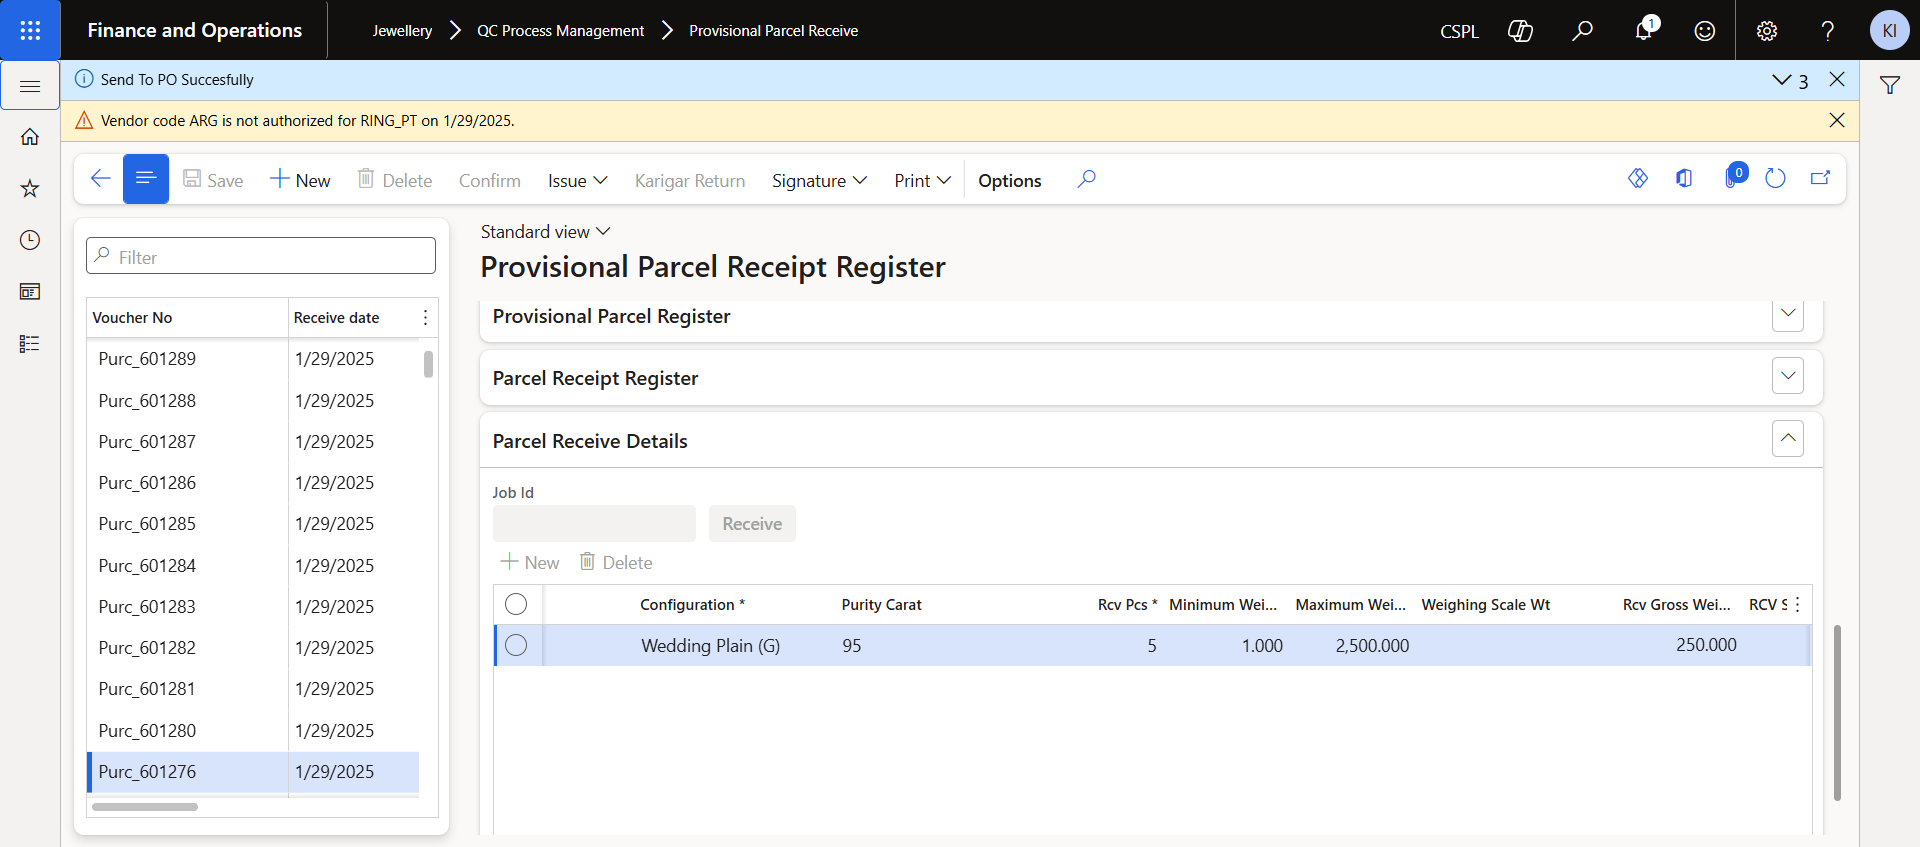 Finance and Operations
Jewellery
QC Process Management
Provisional Parcel Receive
CSPL
1
KI
Send To PO Succesfully
3
Vendor code ARG is not authorized for RING_PT on 1/29/2025.
Save
New
Delete
Confirm
Issue
Karigar Return
Signature
Print
Options
0
Filter
Voucher No
Receive date
Purc_601289
1/29/2025
Purc_601288
1/29/2025
Purc_601287
1/29/2025
Purc_601286
1/29/2025
Purc_601285
1/29/2025
Purc_601284
1/29/2025
Purc_601283
1/29/2025
Purc_601282
1/29/2025
Purc_601281
1/29/2025
Purc_601280
1/29/2025
Purc_601276
1/29/2025
Standard view
Provisional Parcel Receipt Register
Provisional Parcel Register
Parcel Receipt Register
Parcel Receive Details
Job Id
Receive
New
Delete
Configuration *
Purity Carat
Rcv Pcs *
Minimum Wei...
Maximum Wei...
Weighing Scale Wt
Rcv Gross Wei...
RCV S
Wedding Plain (G)
95
5
1.000
2,500.000
250.000